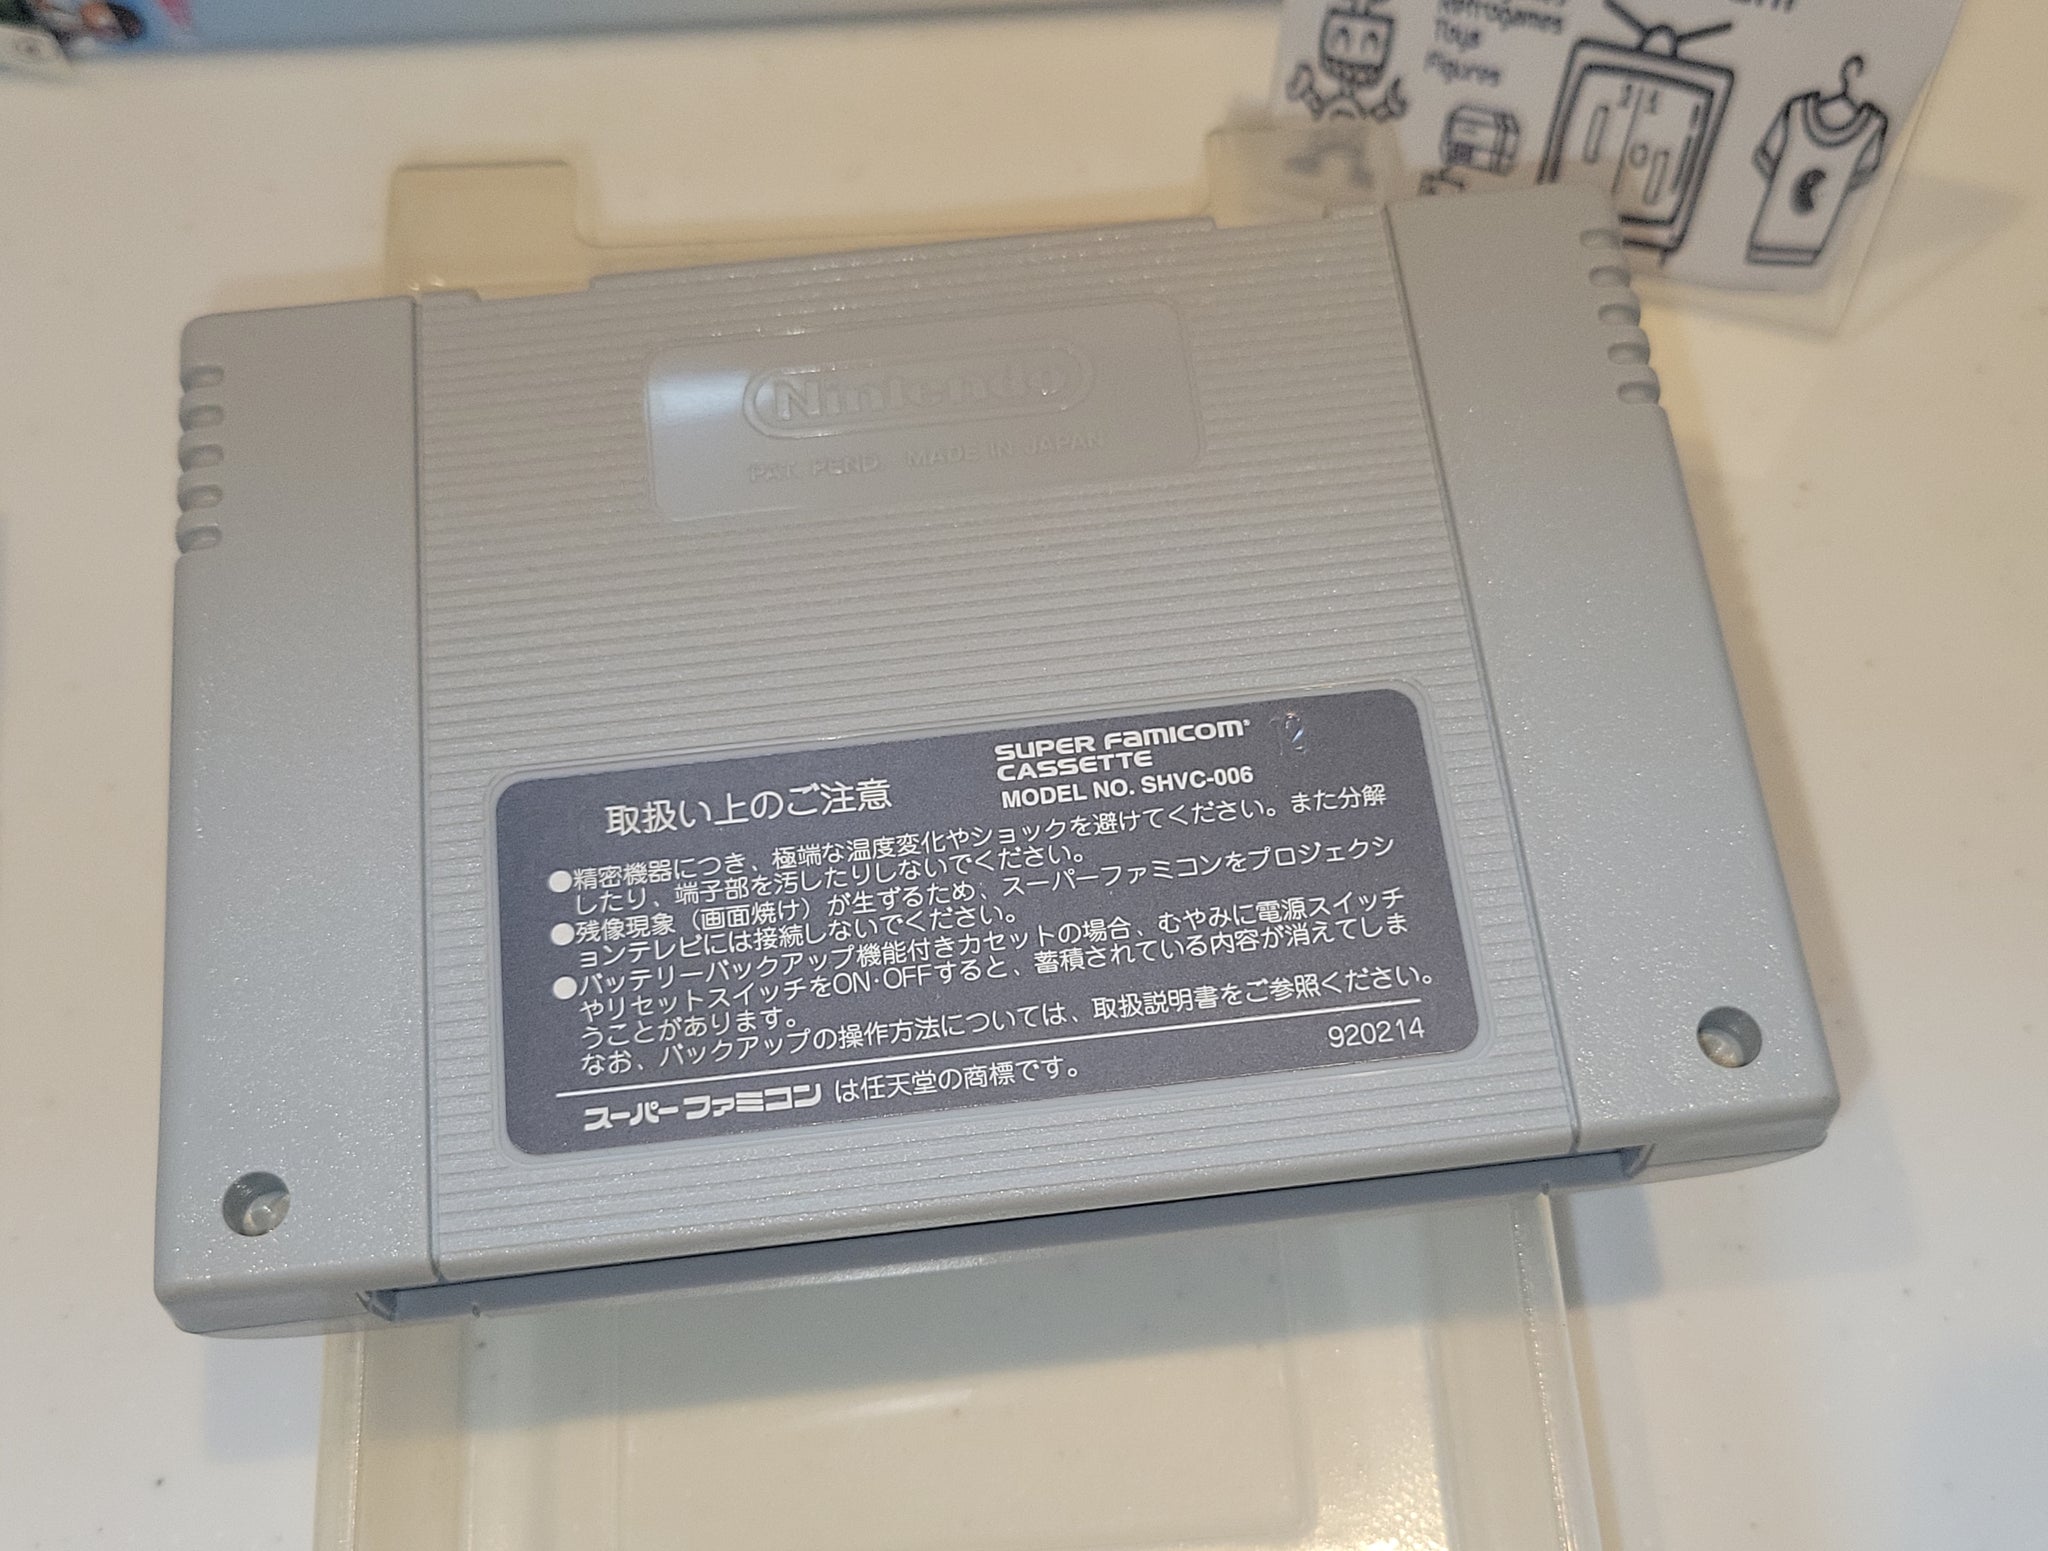 Retrogames
Toys
Figures
Nintendo
PAT. PEND. MADE IN JAPAN
SUPER FAMICOM
CASSETTE
MODEL NO. SHVC-006
取扱い上のご注意
●精密機器につき、極端な温度変化やショックを避けてください。また分解
したり、端子部を汚したりしないでください。
●残像現象（画面焼け）が生ずるため、スーパーファミコンをプロジェクシ
ョンテレビには接続しないでください。
●バッテリーバックアップ機能付きカセットの場合、むやみに電源スイッチ
やリセットスイッチをON・OFFすると、蓄積されている内容が消えてしま
うことがあります。
なお、バックアップの操作方法については、取扱説明書をご参照ください。
スーパーファミコン は任天堂の商標です。
920214